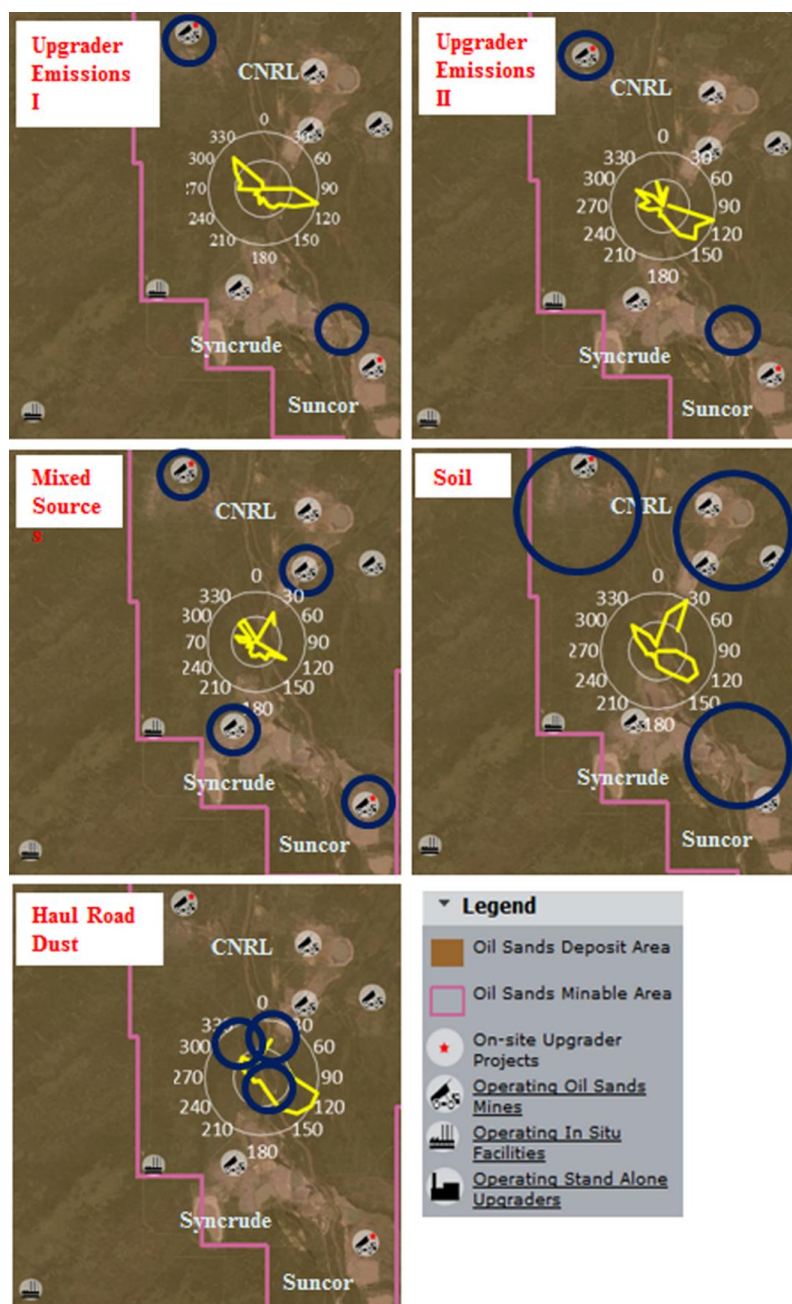 Upgrader
Emissions
I
CNRL
0
330
30
300
60
270
90
240
120
210
150
180
Syncrude
Suncor
Upgrader
Emissions
II
CNRL
0
330
30
300
60
270
90
240
120
210
150
180
Syncrude
Suncor
Mixed
Source
s
CNRL
0
330
30
300
60
70
90
240
120
210
150
180
Syncrude
Suncor
Soil
CNRL
0
330
30
300
60
270
90
240
120
210
150
180
Syncrude
Suncor
Haul Road
Dust
CNRL
0
330
30
300
60
270
90
240
120
210
150
180
Syncrude
Suncor
Legend
Oil Sands Deposit Area
Oil Sands Minable Area
On-site Upgrader
Projects
Operating Oil Sands
Mines
Operating In Situ
Facilities
Operating Stand Alone
Upgraders